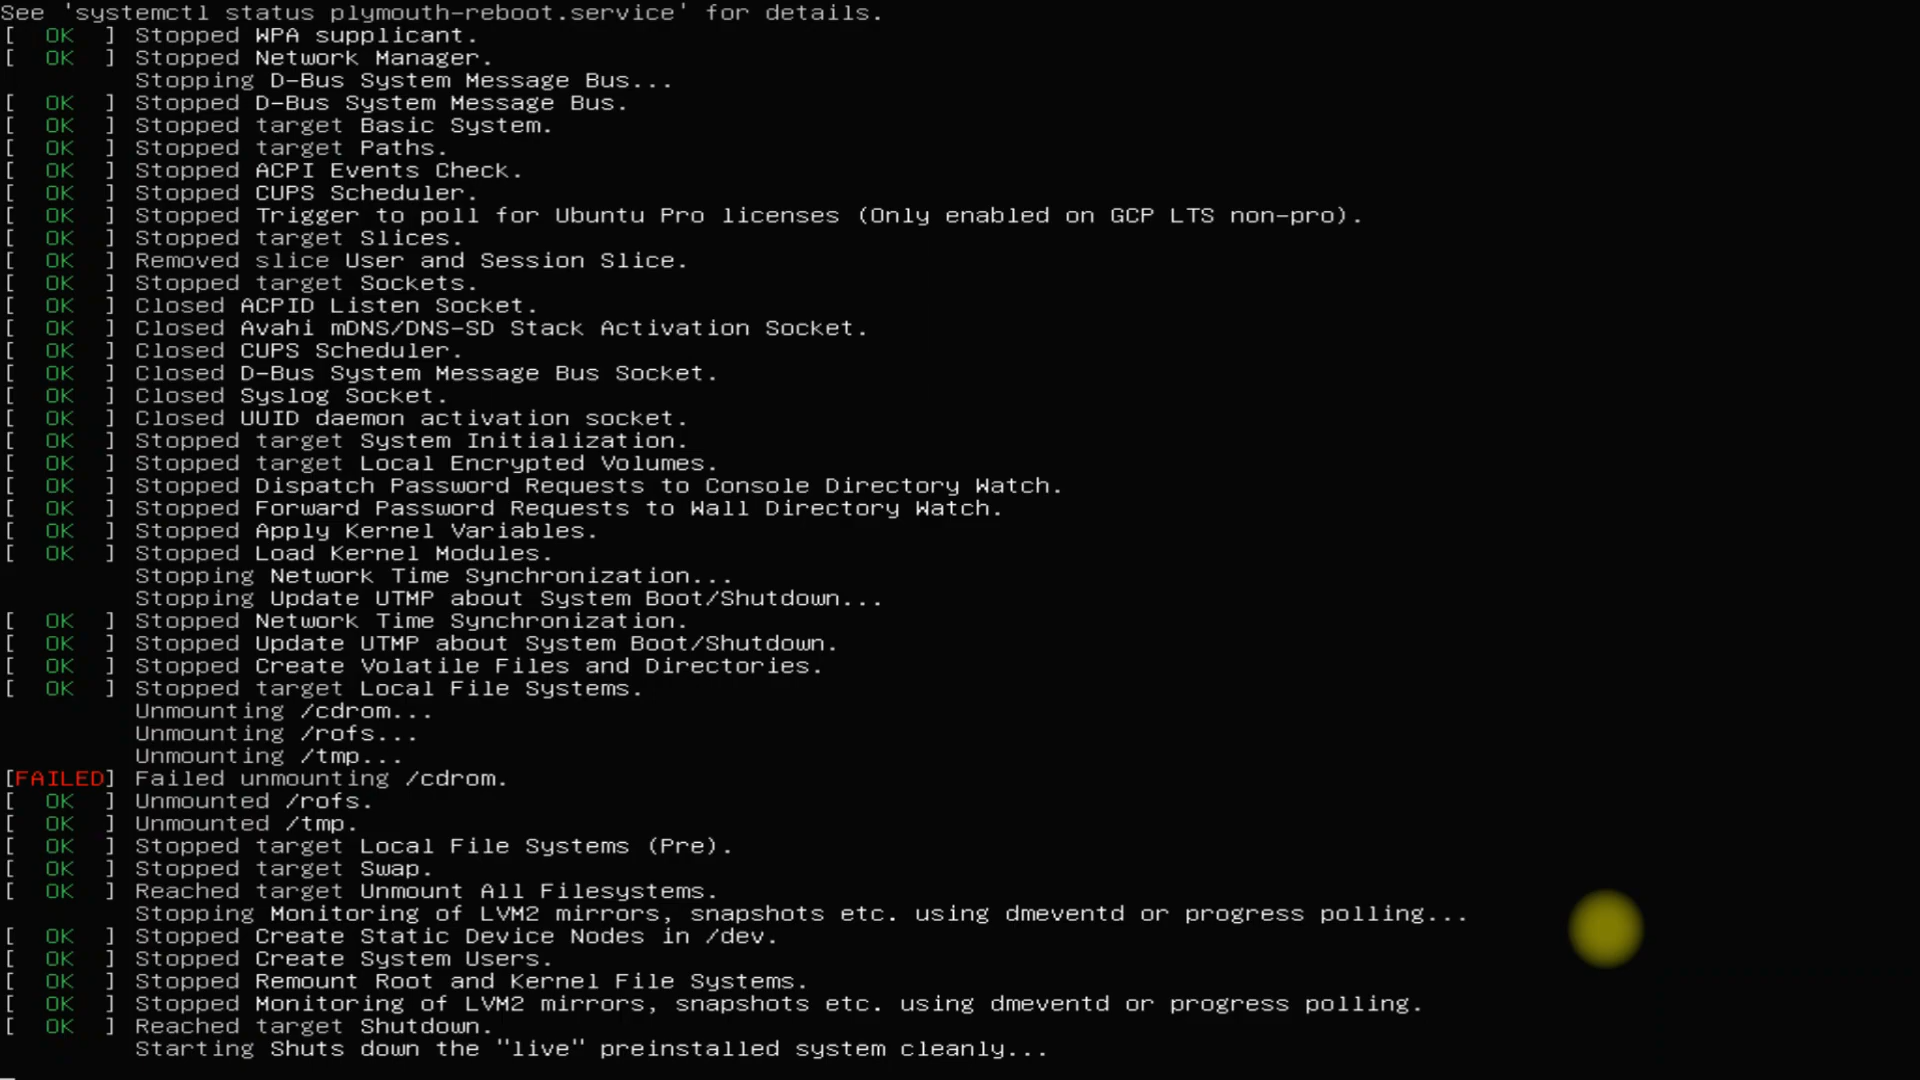 See 'systemctl status plymouth-reboot.service' for details.
[  OK  ] Stopped WPA supplicant.
[  OK  ] Stopped Network Manager.
         Stopping D-Bus System Message Bus...
[  OK  ] Stopped D-Bus System Message Bus.
[  OK  ] Stopped target Basic System.
[  OK  ] Stopped target Paths.
[  OK  ] Stopped ACPI Events Check.
[  OK  ] Stopped CUPS Scheduler.
[  OK  ] Stopped Trigger to poll for Ubuntu Pro licenses (Only enabled on GCP LTS non-pro).
[  OK  ] Stopped target Slices.
[  OK  ] Removed slice User and Session Slice.
[  OK  ] Stopped target Sockets.
[  OK  ] Closed ACPID Listen Socket.
[  OK  ] Closed Avahi mDNS/DNS-SD Stack Activation Socket.
[  OK  ] Closed CUPS Scheduler.
[  OK  ] Closed D-Bus System Message Bus Socket.
[  OK  ] Closed Syslog Socket.
[  OK  ] Closed UUID daemon activation socket.
[  OK  ] Stopped target System Initialization.
[  OK  ] Stopped target Local Encrypted Volumes.
[  OK  ] Stopped Dispatch Password Requests to Console Directory Watch.
[  OK  ] Stopped Forward Password Requests to Wall Directory Watch.
[  OK  ] Stopped Apply Kernel Variables.
[  OK  ] Stopped Load Kernel Modules.
         Stopping Network Time Synchronization...
         Stopping Update UTMP about System Boot/Shutdown...
[  OK  ] Stopped Network Time Synchronization.
[  OK  ] Stopped Update UTMP about System Boot/Shutdown.
[  OK  ] Stopped Create Volatile Files and Directories.
[  OK  ] Stopped target Local File Systems.
         Unmounting /cdrom...
         Unmounting /rofs...
         Unmounting /tmp...
[FAILED] Failed unmounting /cdrom.
[  OK  ] Unmounted /rofs.
[  OK  ] Unmounted /tmp.
[  OK  ] Stopped target Local File Systems (Pre).
[  OK  ] Stopped target Swap.
[  OK  ] Reached target Unmount All Filesystems.
         Stopping Monitoring of LVM2 mirrors, snapshots etc. using dmeventd or progress polling...
[  OK  ] Stopped Create Static Device Nodes in /dev.
[  OK  ] Stopped Create System Users.
[  OK  ] Stopped Remount Root and Kernel File Systems.
[  OK  ] Stopped Monitoring of LVM2 mirrors, snapshots etc. using dmeventd or progress polling.
[  OK  ] Reached target Shutdown.
         Starting Shuts down the "live" preinstalled system cleanly...